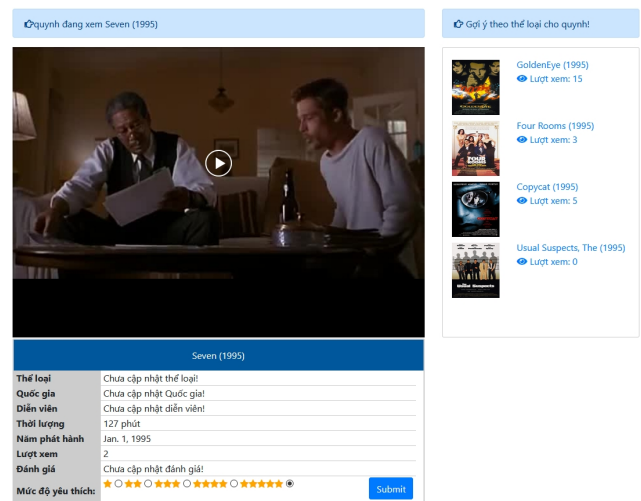 quynh đang xem Seven (1995)
Gợi ý theo thể loại cho quynh!
GoldenEye (1995)
Lượt xem: 15
Four Rooms (1995)
Lượt xem: 3
Copycat (1995)
Lượt xem: 5
Usual Suspects, The (1995)
Lượt xem: 0
Seven (1995)
Thể loại Chưa cập nhật thể loại!
Quốc gia Chưa cập nhật Quốc gia!
Diễn viên Chưa cập nhật diễn viên!
Thời lượng 127 phút
Năm phát hành Jan. 1, 1995
Lượt xem 2
Đánh giá Chưa cập nhật đánh giá!
Mức độ yêu thích: Submit